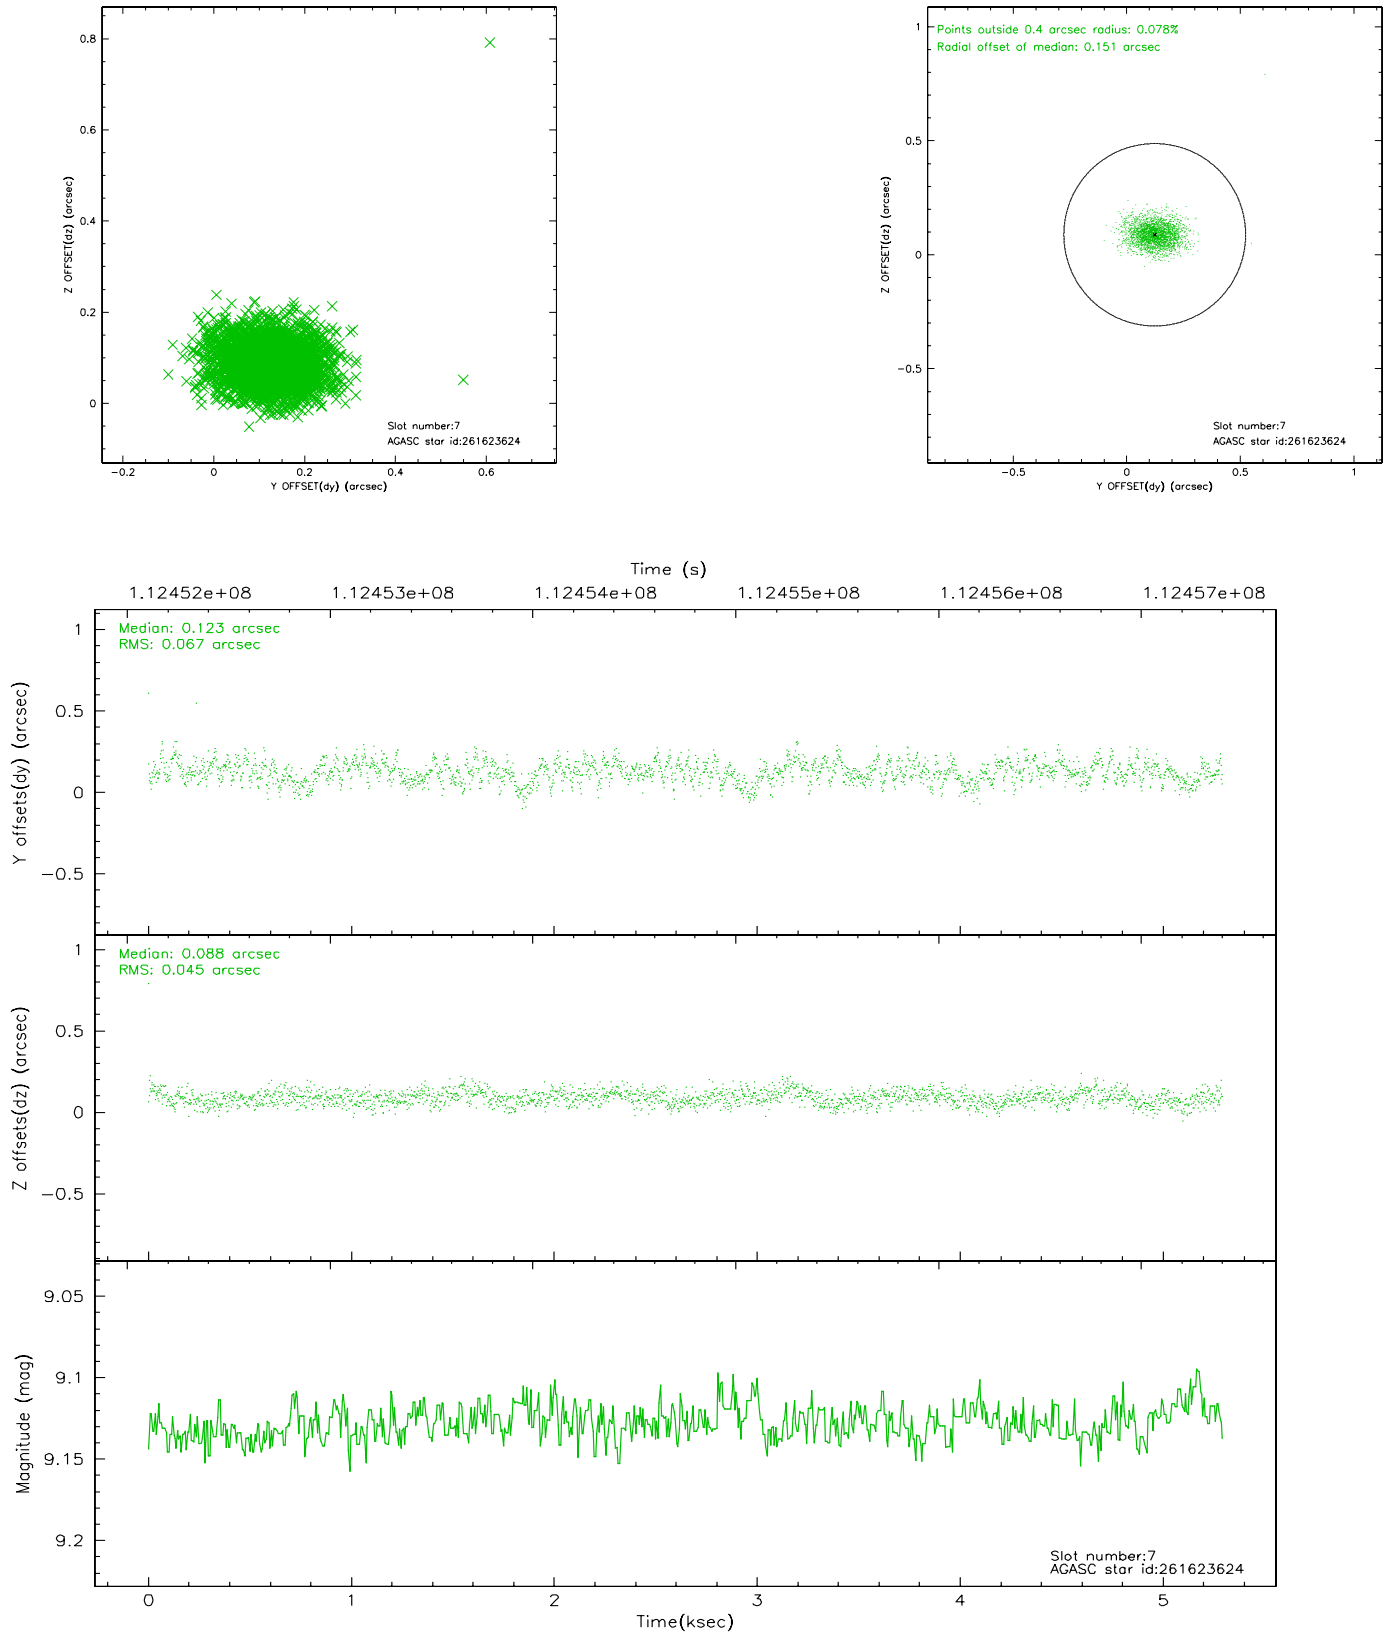 0.8
0.6
0.4
0.2
0
Z OFFSET(dz) (arcsec)
Slot number:7
AGASC star id:261623624
−0.2 0 0.2 0.4 0.6
Y OFFSET(dy) (arcsec)
Points outside 0.4 arcsec radius: 0.078%
Radial offset of median: 0.151 arcsec
1
0.5
0
−0.5
Z OFFSET(dz) (arcsec)
Slot number:7
AGASC star id:261623624
−0.5 0 0.5 1
Y OFFSET(dy) (arcsec)
Time (s)
1.12452e+08 1.12453e+08 1.12454e+08 1.12455e+08 1.12456e+08 1.12457e+08
Median: 0.123 arcsec
RMS: 0.067 arcsec
1
0.5
0
−0.5
Y offsets(dy) (arcsec)
Median: 0.088 arcsec
RMS: 0.045 arcsec
1
0.5
0
−0.5
Z offsets(dz) (arcsec)
9.05
9.1
9.15
9.2
Magnitude (mag)
Slot number:7
AGASC star id:261623624
0 1 2 3 4 5
Time(ksec)